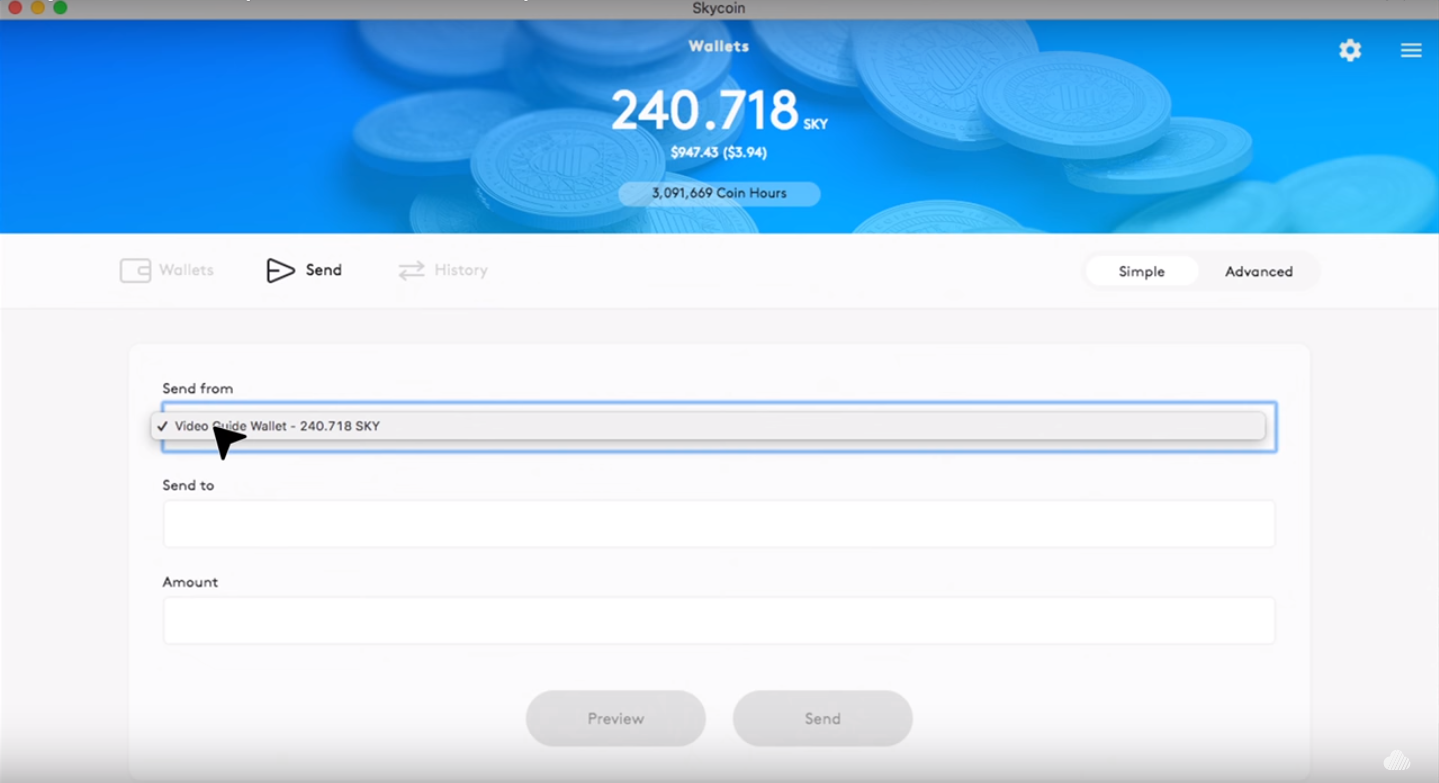 Skycoin
Wallets
240.718 SKY
$947.43 ($3.94)
3,091,669 Coin Hours
Wallets
Send
History
Simple
Advanced
Send from
✓ Video Guide Wallet - 240.718 SKY
Send to
Amount
Preview
Send